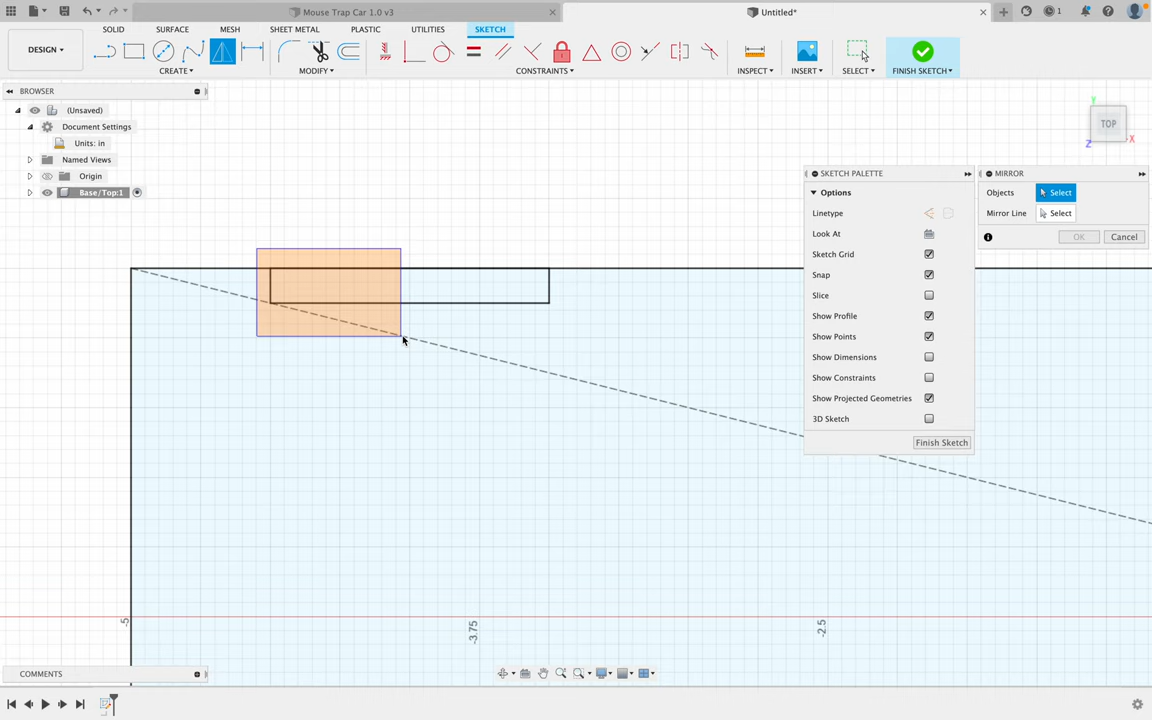 Mouse Trap Car 1.0 v3
Untitled*
1
DESIGN
SOLID
SURFACE
MESH
SHEET METAL
PLASTIC
UTILITIES
SKETCH
CREATE
MODIFY
CONSTRAINTS
INSPECT
INSERT
SELECT
FINISH SKETCH
BROWSER
(Unsaved)
Document Settings
Units: in
Named Views
Origin
Base/Top:1
Y
TOP
X
Z
SKETCH PALETTE
Options
Linetype
Look At
Sketch Grid
Snap
Slice
Show Profile
Show Points
Show Dimensions
Show Constraints
Show Projected Geometries
3D Sketch
Finish Sketch
MIRROR
Objects
Select
Mirror Line
Select
OK
Cancel
-5
-3.75
-2.5
COMMENTS